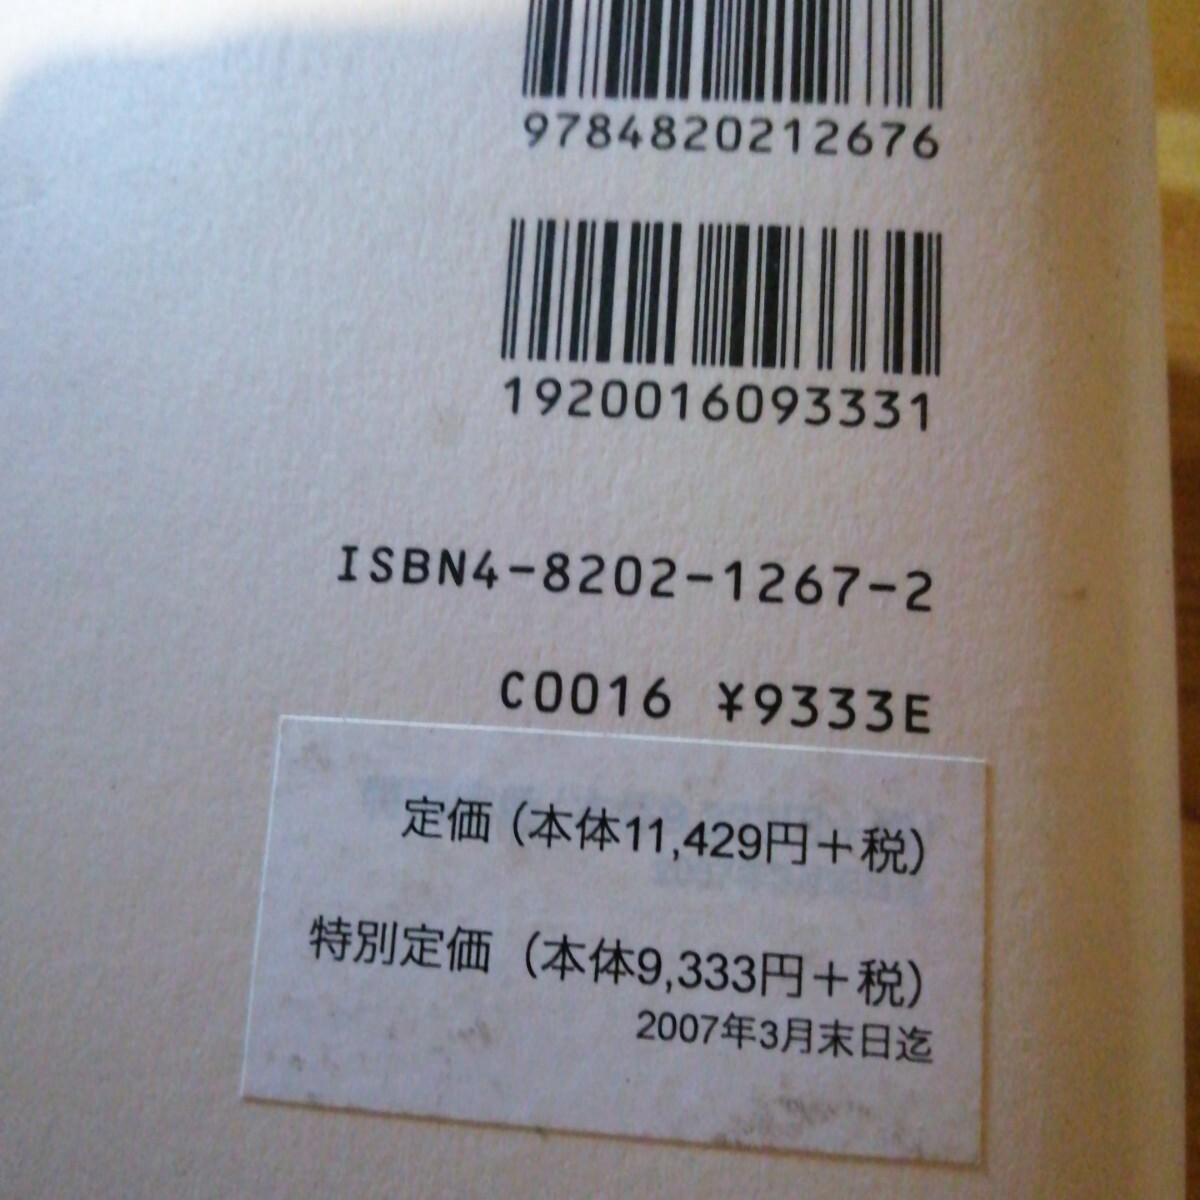 9784820212676
1920016093331
ISBN4-8202-1267-2
C0016 ¥9333E
定価（本体11,429円＋税）
特別定価（本体9,333円＋税）
2007年3月末日迄